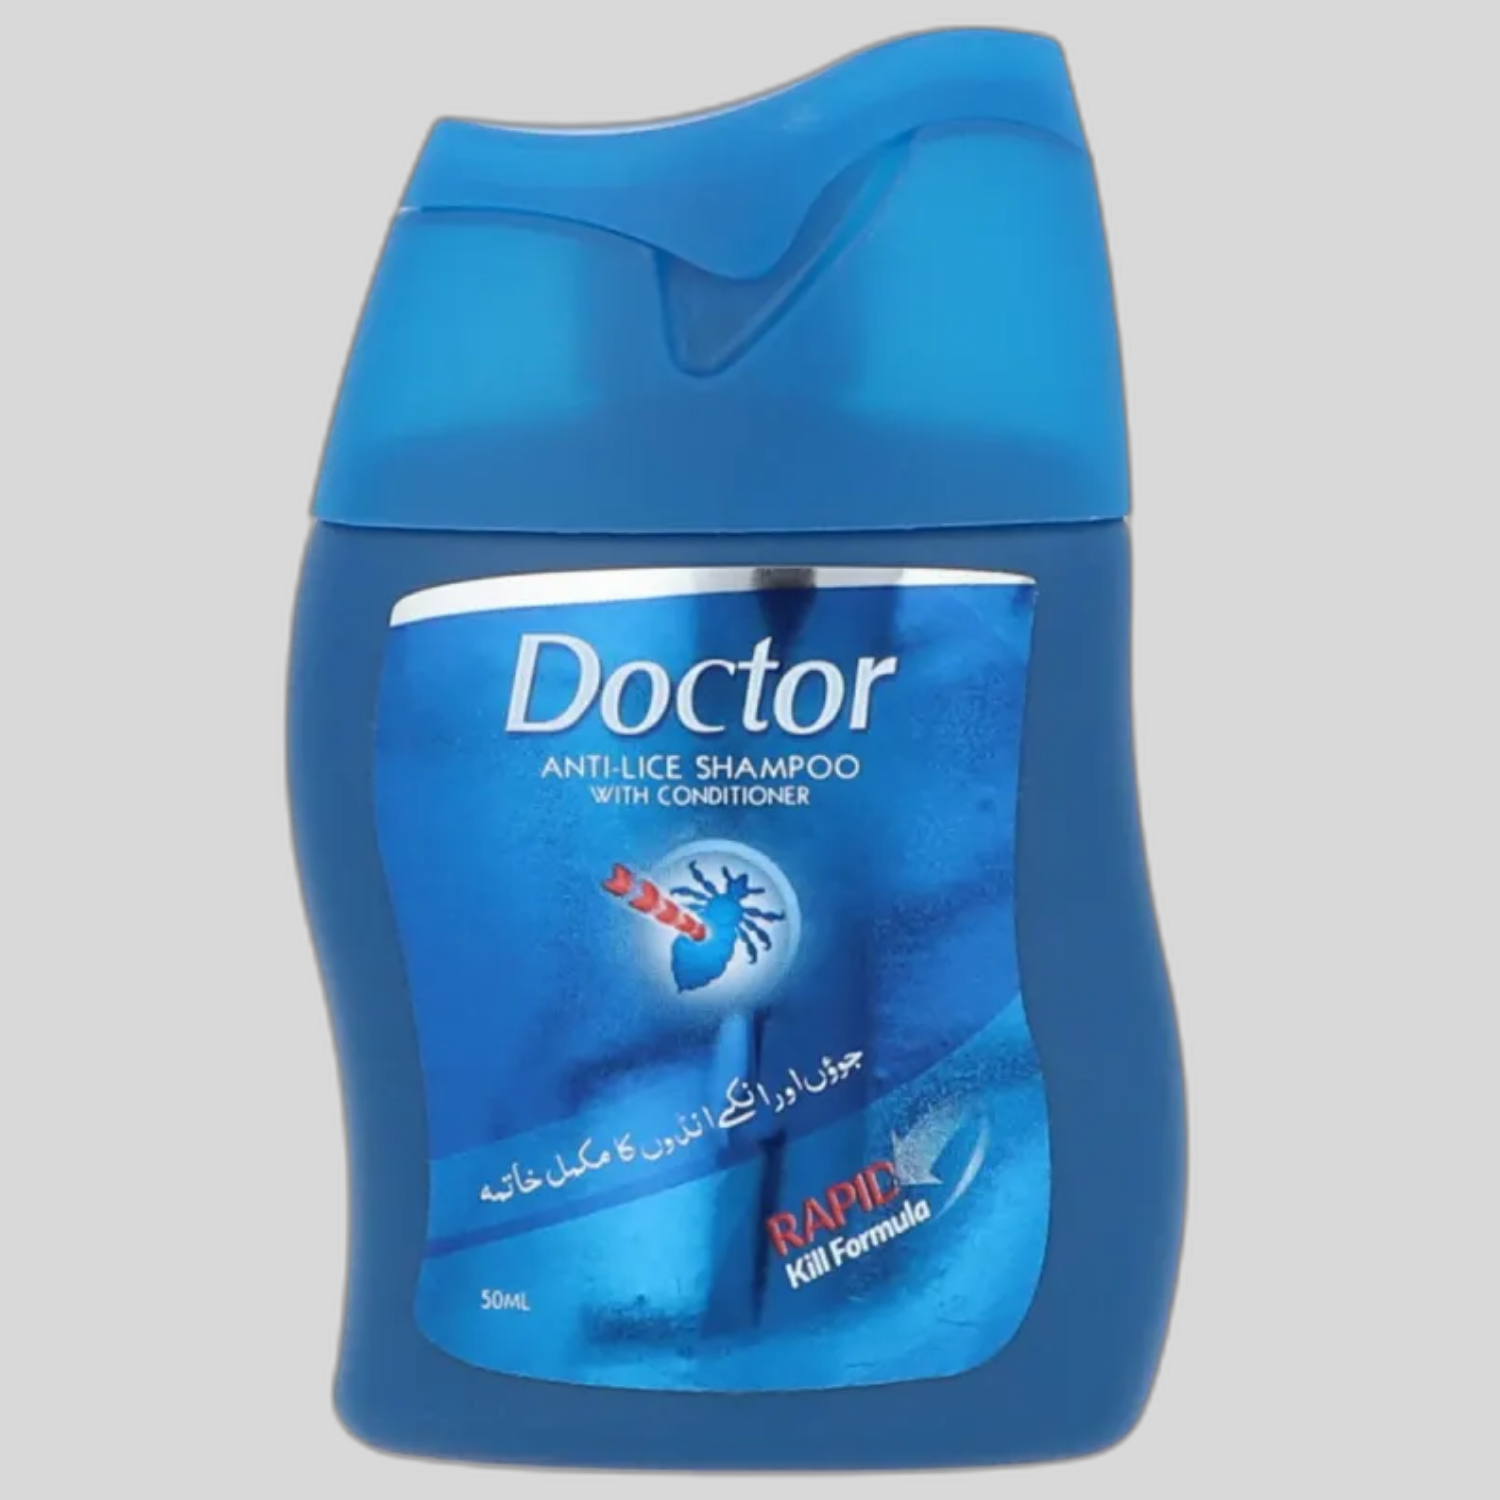 Doctor
ANTI-LICE SHAMPOO
WITH CONDITIONER
جوؤں اور انکے انڈوں کا مکمل خاتمہ
RAPID
Kill Formula
50ML